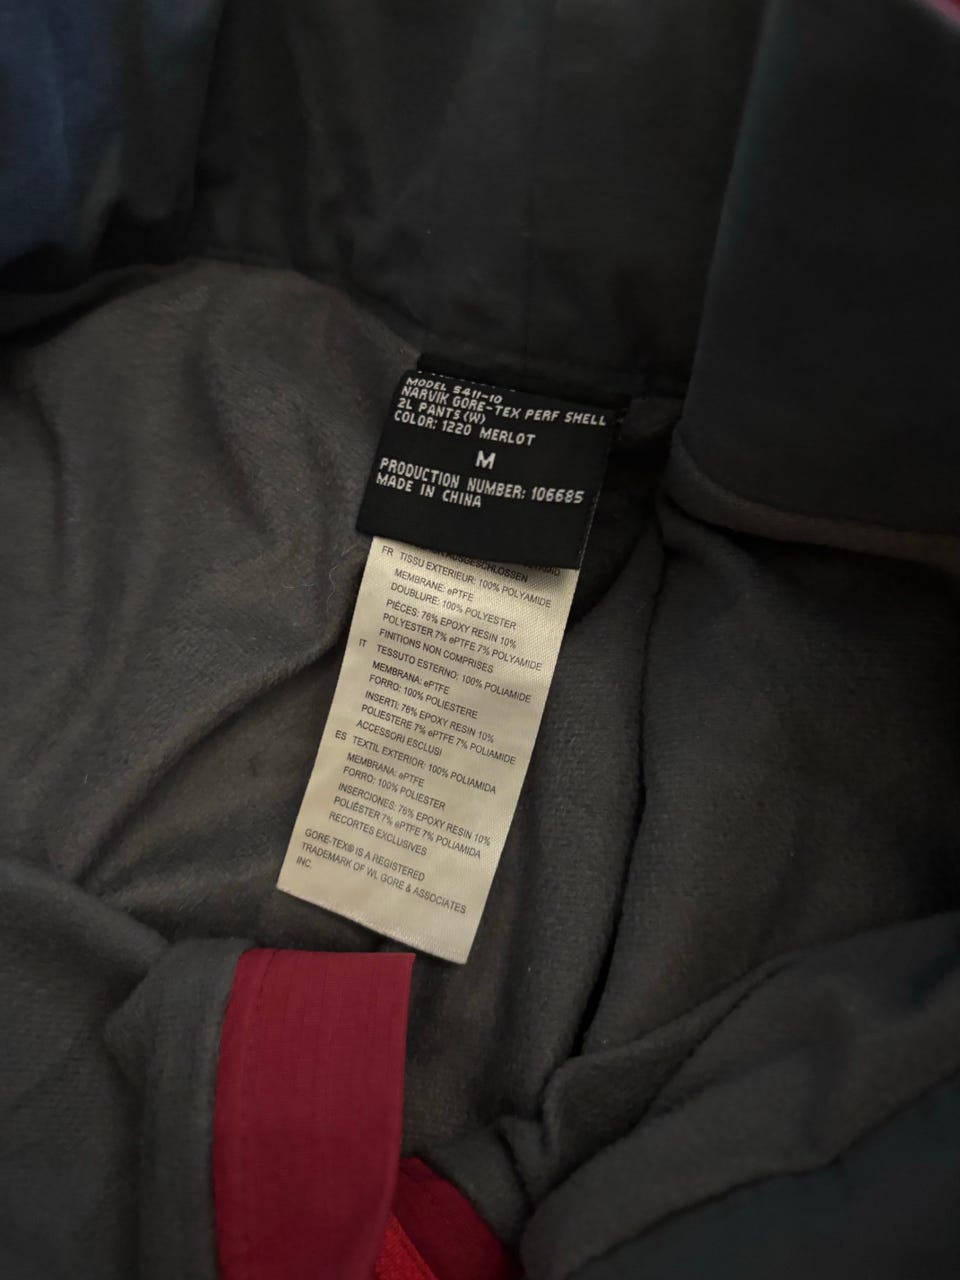 MODEL 5411-10
NARVIK GORE-TEX PERF SHELL
2L PANTS (W)
COLOR: 1220 MERLOT
M
PRODUCTION NUMBER: 106685
MADE IN CHINA
AUSGESCHLOSSEN
FR TISSU EXTERIEUR: 100% POLYAMIDE
MEMBRANE: ePTFE
DOUBLURE: 100% POLYESTER
PIÈCES: 76% EPOXY RESIN 10%
POLYESTER 7% ePTFE 7% POLYAMIDE
FINITIONS NON COMPRISES
IT TESSUTO ESTERNO: 100% POLIAMIDE
MEMBRANA: ePTFE
FORRO: 100% POLIESTERE
INSERTI: 76% EPOXY RESIN 10%
POLIESTERE 7% ePTFE 7% POLIAMIDE
ACCESSORI ESCLUSI
ES TEXTIL EXTERIOR: 100% POLIAMIDA
MEMBRANA: ePTFE
FORRO: 100% POLIESTER
INSERCIONES: 76% EPOXY RESIN 10%
POLIÉSTER 7% ePTFE 7% POLIAMIDA
RECORTES EXCLUSIVES
GORE-TEX® IS A REGISTERED
TRADEMARK OF WL GORE & ASSOCIATES
INC.